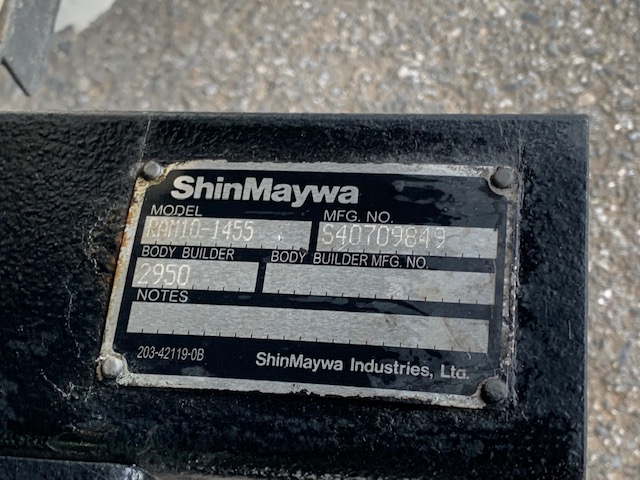 ShinMaywa
MODEL MFG. NO.
RAM10-1455 S40709849
BODY BUILDER BODY BUILDER MFG. NO.
2950
NOTES
203-42119-0B ShinMaywa Industries, Ltd.